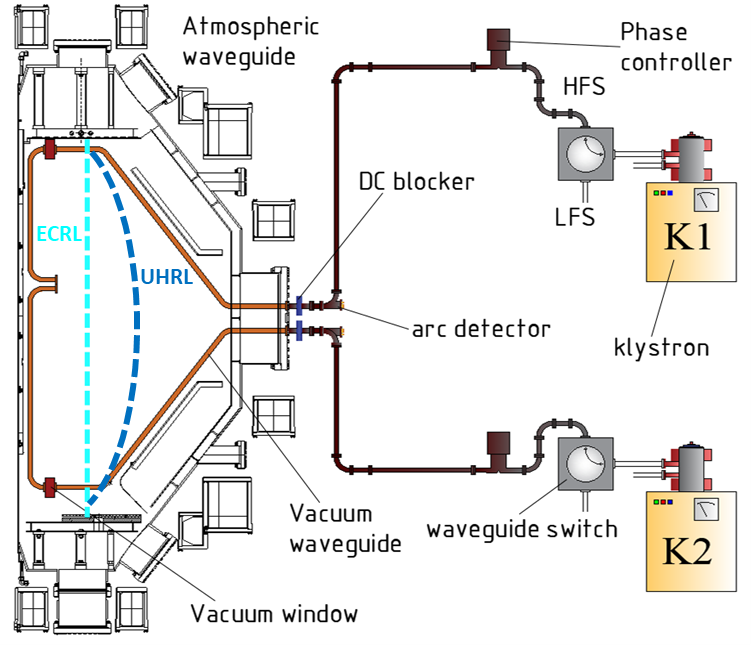 Atmospheric
waveguide
Phase
controller
HFS
DC blocker
LFS
ECRL
K1
UHRL
arc detector
klystron
Vacuum
waveguide
waveguide switch
K2
Vacuum window